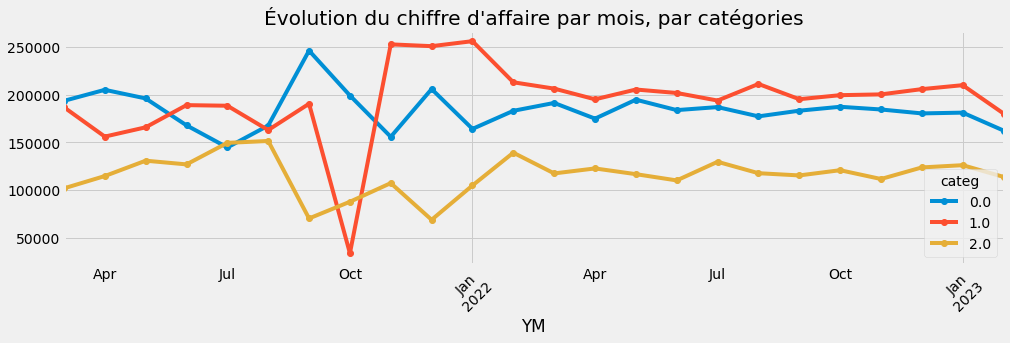 Évolution du chiffre d'affaire par mois, par catégories
250000
200000
150000
100000
50000
categ
0.0
1.0
2.0
Apr
Jul
Oct
Jan
2022
Apr
Jul
Oct
Jan
2023
YM